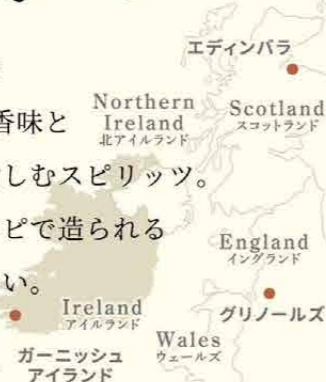 エディンバラ
香味と
Northern
Ireland
北アイルランド
Scotland
スコットランド
しむスピリッツ。
ピで造られる
England
イングランド
い。
Ireland
アイルランド
グリノールズ
Wales
ウェールズ
ガーニッシュ
アイランド